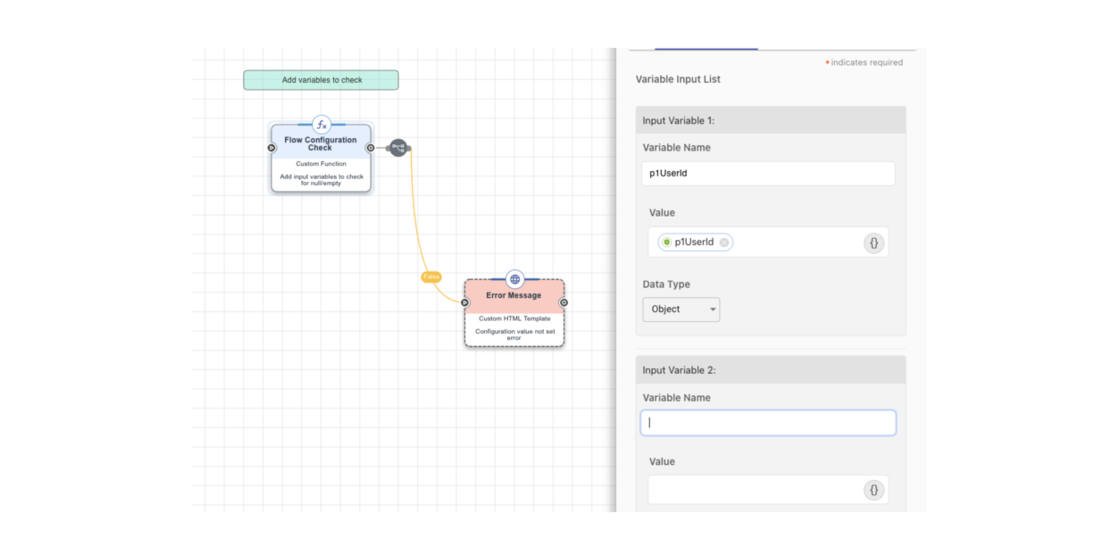 Add variables to check
Flow Configuration
Check
Custom Function
Add input variables to check
for null/empty
False
Error Message
Custom HTML Template
Configuration value not set
error
* indicates required
Variable Input List
Input Variable 1:
Variable Name
p1UserId
Value
p1UserId
{}
Data Type
Object
Input Variable 2:
Variable Name
Value
{}